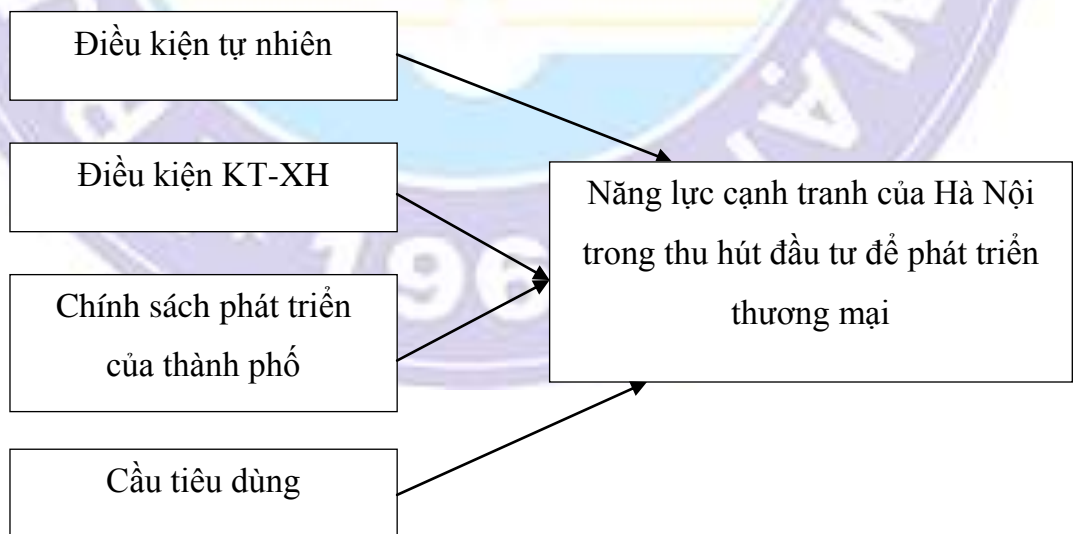 Điều kiện tự nhiên
Điều kiện KT-XH
Chính sách phát triển
của thành phố
Cầu tiêu dùng
Năng lực cạnh tranh của Hà Nội
trong thu hút đầu tư để phát triển
thương mại